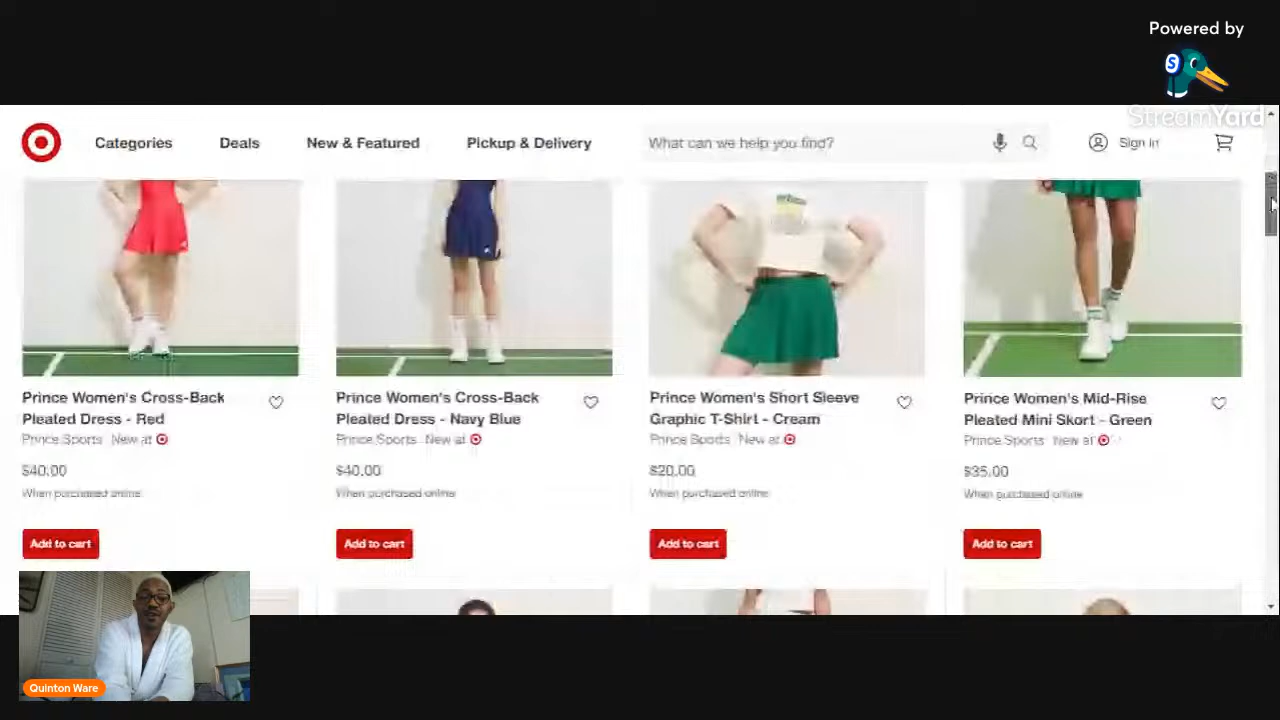 Powered by
StreamYard
Categories
Deals
New & Featured
Pickup & Delivery
What can we help you find?
Sign In
Prince Women's Cross-Back
Pleated Dress - Red
Prince Sports New at
$40.00
When purchased online
Add to cart
Prince Women's Cross-Back
Pleated Dress - Navy Blue
Prince Sports New at
$40.00
When purchased online
Add to cart
Prince Women's Short Sleeve
Graphic T-Shirt - Cream
Prince Sports New at
$20.00
When purchased online
Add to cart
Prince Women's Mid-Rise
Pleated Mini Skort - Green
Prince Sports New at
$35.00
When purchased online
Add to cart
Quinton Ware